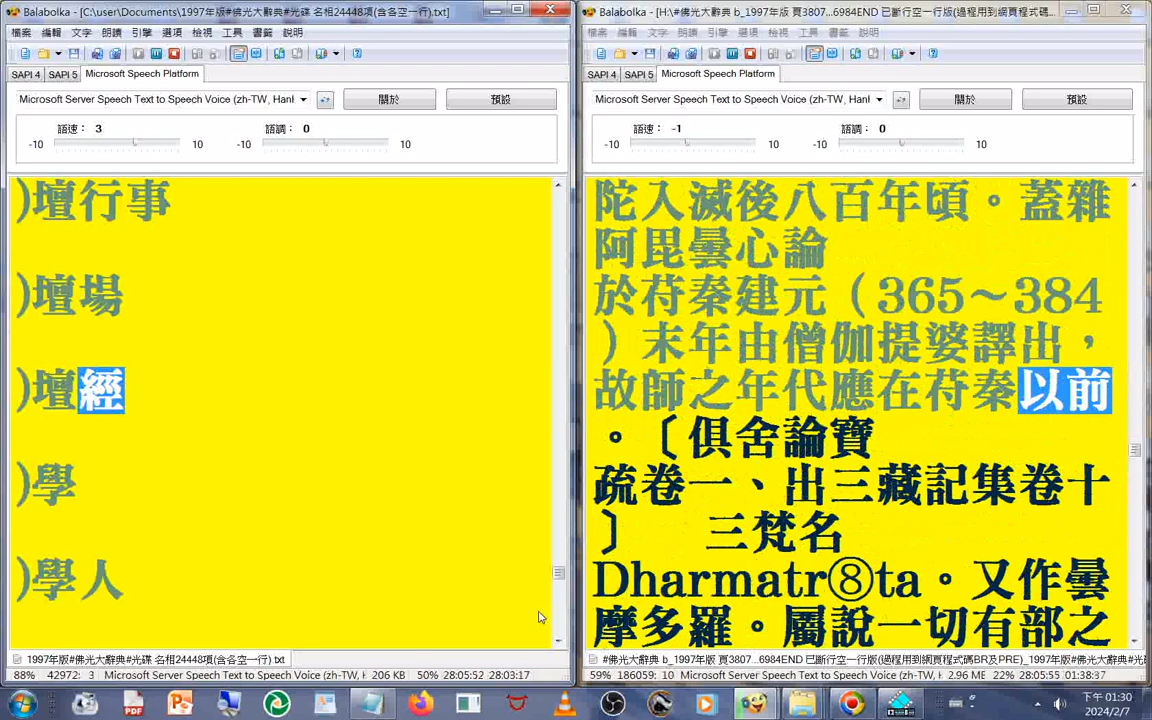 Balabolka - [C:\user\Documents\1997年版#佛光大辭典#光碟 名相24448項(含各空一行).txt]
檔案 編輯 文字 朗讀 引擎 選項 檢視 工具 書籤 說明
SAPI 4 SAPI 5 Microsoft Speech Platform
Microsoft Server Speech Text to Speech Voice (zh-TW, Hanl
關於
預設
語速： 3
語調： 0
-10 10 -10 10
)壇行事
)壇場
)壇經
)學
)學人
1997年版#佛光大辭典#光碟 名相24448項(含各空一行).txt
88% 42972: 3 Microsoft Server Speech Text to Speech Voice (zh-TW, H 206 KB 50% 28:05:52 28:03:17
Balabolka - [H:\#佛光大辭典 b_1997年版 頁3807...6984END 已斷行空一行版(過程用到網頁程式碼...
檔案 編輯 文字 朗讀 引擎 選項 檢視 工具 書籤 說明
SAPI 4 SAPI 5 Microsoft Speech Platform
Microsoft Server Speech Text to Speech Voice (zh-TW, Hanl
關於
預設
語速： -1
語調： 0
-10 10 -10 10
陀入滅後八百年頃。蓋雜
阿毘曇心論
於苻秦建元（365～384
）末年由僧伽提婆譯出，
故師之年代應在苻秦以前
。〔俱舍論寶
疏卷一、出三藏記集卷十
〕 三梵名
Dharmatr⑧ta。又作曇
摩多羅。屬說一切有部之
#佛光大辭典 b_1997年版 頁3807...6984END 已斷行空一行版(過程用到網頁程式碼BR及PRE)_1997年版#佛光
59% 186059: 10 Microsoft Server Speech Text to Speech Voice (zh-TW, H 2.96 ME 22% 28:05:55 01:38:37
下午 01:30
2024/2/7